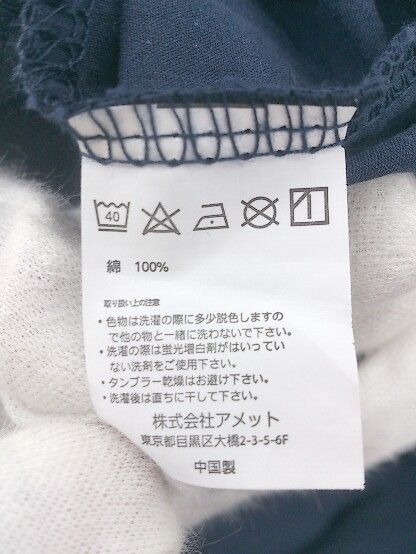 40
綿 100%
取り扱い上の注意
・色物は洗濯の際に多少脱色しますの
で他の物と一緒に洗わないで下さい。
・洗濯の際は蛍光増白剤がはいってい
ない洗剤をご使用下さい。
・タンブラー乾燥はお避け下さい。
・洗濯後は直ちに干して下さい。
株式会社アメット
東京都目黒区大橋2-3-5-6F
中国製